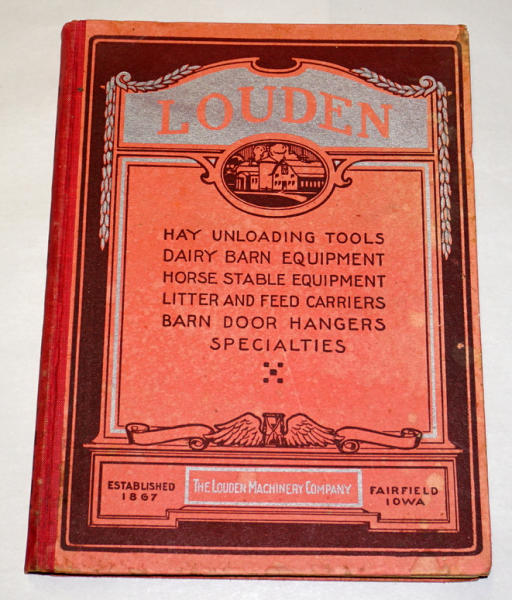 LOUDEN
HAY UNLOADING TOOLS
DAIRY BARN EQUIPMENT
HORSE STABLE EQUIPMENT
LITTER AND FEED CARRIERS
BARN DOOR HANGERS
SPECIALTIES
ESTABLISHED
1867
THE LOUDEN MACHINERY COMPANY
FAIRFIELD
IOWA